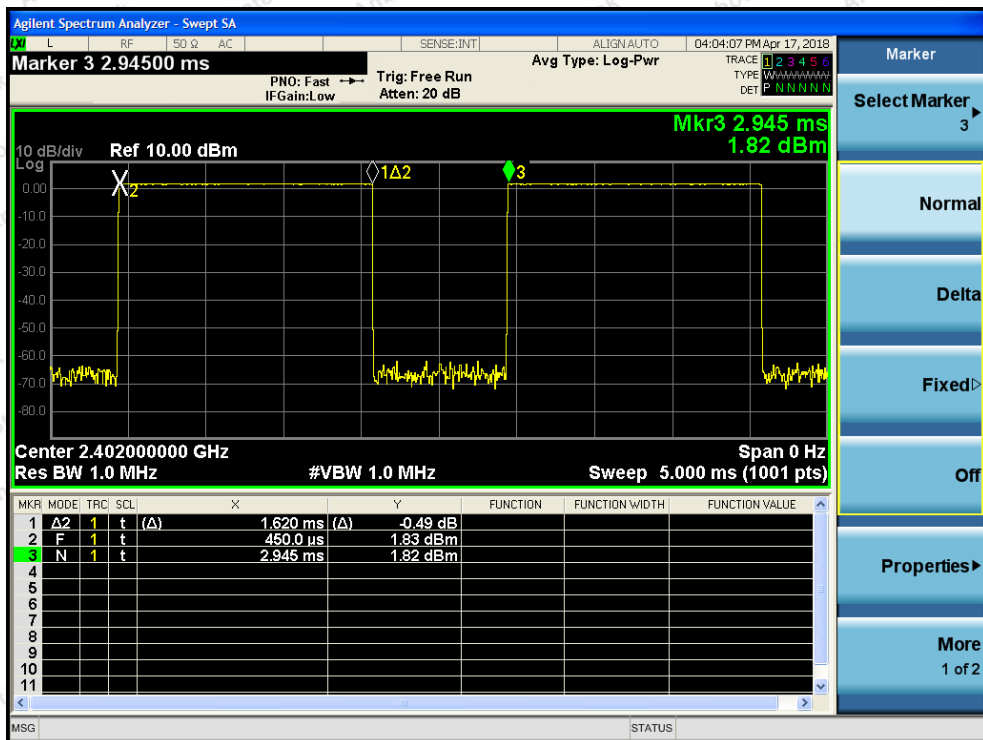 Agilent Spectrum Analyzer - Swept SA
LXI L RF 50 Ω AC SENSE:INT ALIGN AUTO 04:04:07 PM Apr 17, 2018
Marker 3 2.94500 ms
PNO: Fast
IFGain:Low
Trig: Free Run
Atten: 20 dB
Avg Type: Log-Pwr
TRACE 1 2 3 4 5 6
TYPE W
DET P N N N N N
Mkr3 2.945 ms
1.82 dBm
10 dB/div Ref 10.00 dBm
Log
0.00
-10.0
-20.0
-30.0
-40.0
-50.0
-60.0
-70.0
-80.0
2
1Δ2
3
Center 2.402000000 GHz Span 0 Hz
Res BW 1.0 MHz #VBW 1.0 MHz Sweep 5.000 ms (1001 pts)
MKR MODE TRC SCL X Y FUNCTION FUNCTION WIDTH FUNCTION VALUE
1 Δ2 1 t (Δ) 1.620 ms (Δ) -0.49 dB
2 F 1 t 450.0 µs 1.83 dBm
3 N 1 t 2.945 ms 1.82 dBm
4
5
6
7
8
9
10
11
MSG STATUS
Marker
Select Marker
3
Normal
Delta
Fixed
Off
Properties
More
1 of 2